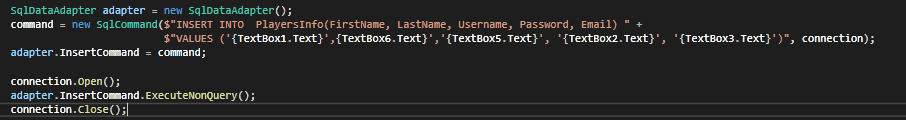 SqlDataAdapter adapter = new SqlDataAdapter();
command = new SqlCommand($"INSERT INTO  PlayersInfo(FirstName, LastName, Username, Password, Email) " +
$"VALUES ('{TextBox1.Text}',{TextBox6.Text}','{TextBox5.Text}', '{TextBox2.Text}', '{TextBox3.Text}')", connection);
adapter.InsertCommand = command;
connection.Open();
adapter.InsertCommand.ExecuteNonQuery();
connection.Close();